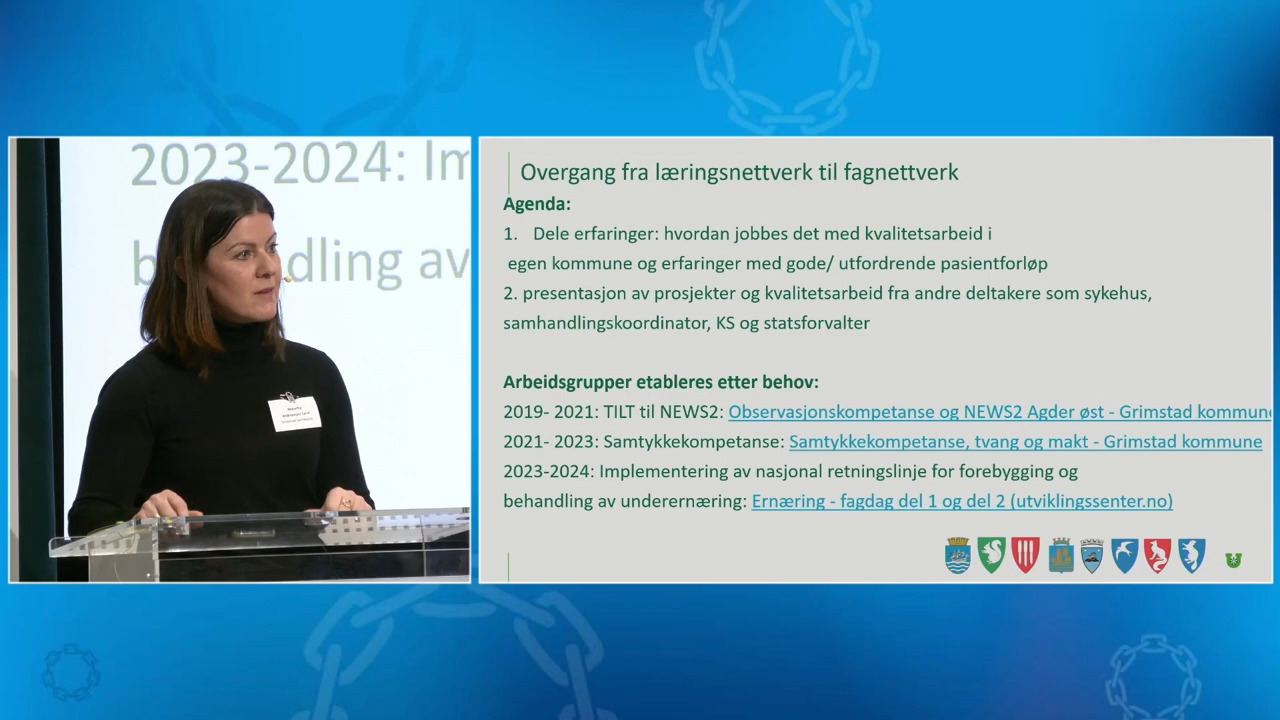 2023-2024: Im
b dling av
Overgang fra læringsnettverk til fagnettverk
Agenda:
1. Dele erfaringer: hvordan jobbes det med kvalitetsarbeid i
egen kommune og erfaringer med gode/ utfordrende pasientforløp
2. presentasjon av prosjekter og kvalitetsarbeid fra andre deltakere som sykehus,
samhandlingskoordinator, KS og statsforvalter
Arbeidsgrupper etableres etter behov:
2019- 2021: TILT til NEWS2: Observasjonskompetanse og NEWS2 Agder øst - Grimstad kommune
2021- 2023: Samtykkekompetanse: Samtykkekompetanse, tvang og makt - Grimstad kommune
2023-2024: Implementering av nasjonal retningslinje for forebygging og
behandling av underernæring: Ernæring - fagdag del 1 og del 2 (utviklingssenter.no)